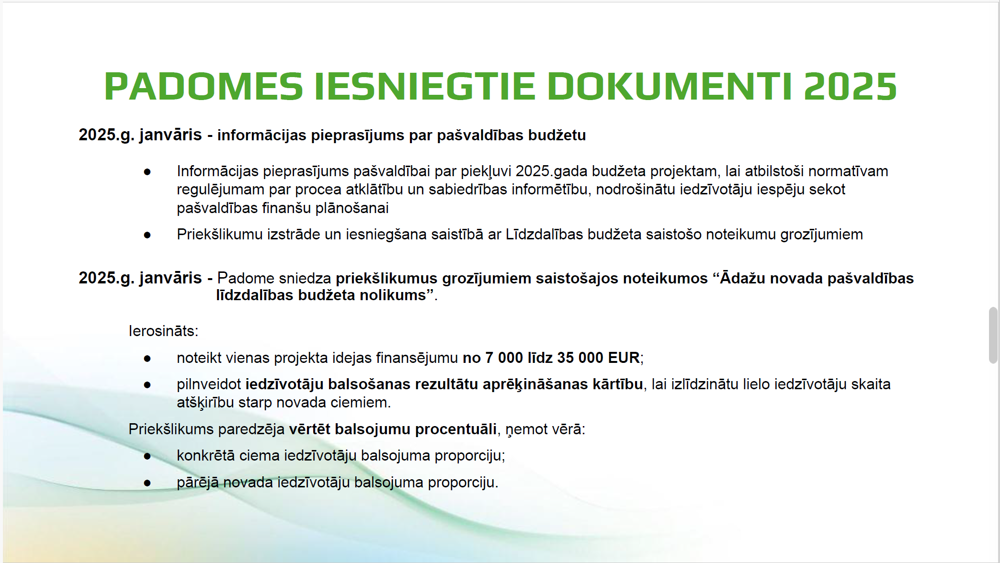 PADOMES IESNIEGTIE DOKUMENTI 2025
2025.g. janvāris - informācijas pieprasījums par pašvaldības budžetu
● Informācijas pieprasījums pašvaldībai par piekļuvi 2025.gada budžeta projektam, lai atbilstoši normatīvam
regulējumam par procea atklātību un sabiedrības informētību, nodrošinātu iedzīvotāju iespēju sekot
pašvaldības finanšu plānošanai
● Priekšlikumu izstrāde un iesniegšana saistībā ar Līdzdalības budžeta saistošo noteikumu grozījumiem
2025.g. janvāris - Padome sniedza priekšlikumus grozījumiem saistošajos noteikumos “Ādažu novada pašvaldības
līdzdalības budžeta nolikums”.
Ierosināts:
● noteikt vienas projekta idejas finansējumu no 7 000 līdz 35 000 EUR;
● pilnveidot iedzīvotāju balsošanas rezultātu aprēķināšanas kārtību, lai izlīdzinātu lielo iedzīvotāju skaita
atšķirību starp novada ciemiem.
Priekšlikums paredzēja vērtēt balsojumu procentuāli, ņemot vērā:
● konkrētā ciema iedzīvotāju balsojuma proporciju;
● pārējā novada iedzīvotāju balsojuma proporciju.